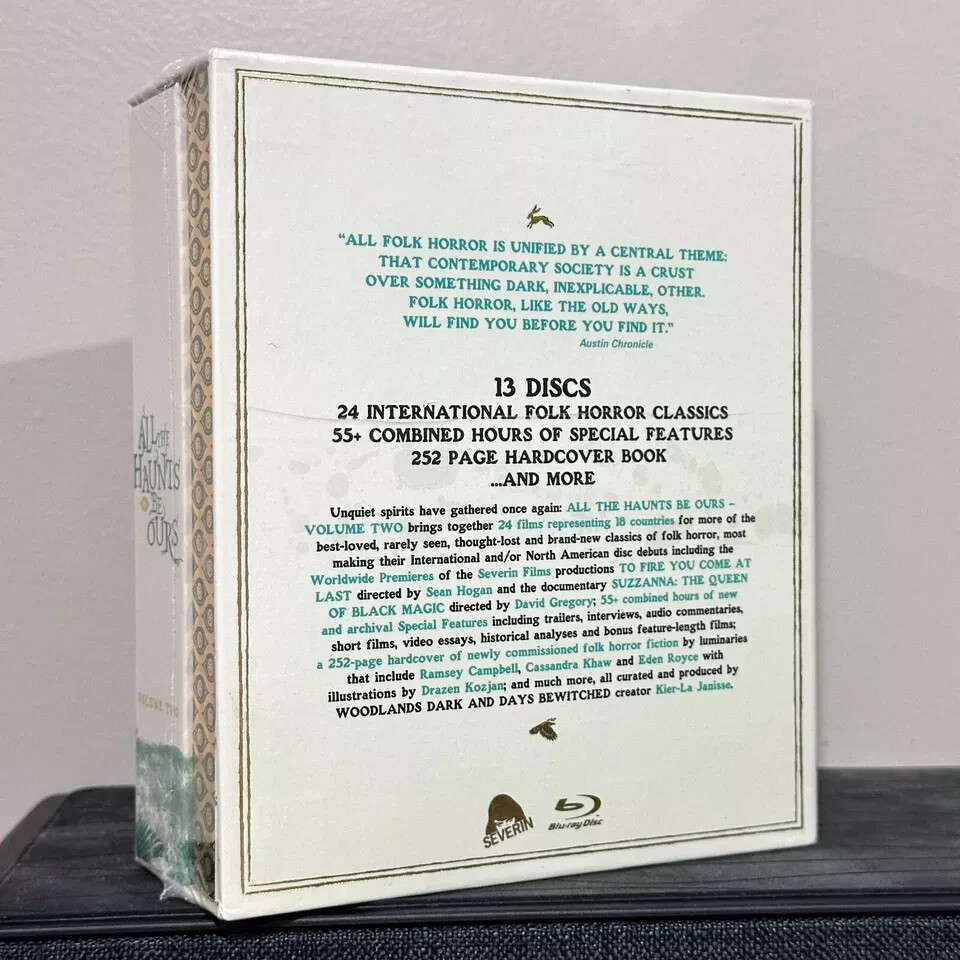 "ALL FOLK HORROR IS UNIFIED BY A CENTRAL THEME:
THAT CONTEMPORARY SOCIETY IS A CRUST
OVER SOMETHING DARK, INEXPLICABLE, OTHER.
FOLK HORROR, LIKE THE OLD WAYS,
WILL FIND YOU BEFORE YOU FIND IT."
Austin Chronicle
13 DISCS
24 INTERNATIONAL FOLK HORROR CLASSICS
55+ COMBINED HOURS OF SPECIAL FEATURES
252 PAGE HARDCOVER BOOK
...AND MORE
Unquiet spirits have gathered once again: ALL THE HAUNTS BE OURS –
VOLUME TWO brings together 24 films representing 18 countries for more of the
best-loved, rarely seen, thought-lost and brand-new classics of folk horror, most
making their International and/or North American disc debuts including the
Worldwide Premieres of the Severin Films productions TO FIRE YOU COME AT
LAST directed by Sean Hogan and the documentary SUZZANNA: THE QUEEN
OF BLACK MAGIC directed by David Gregory; 55+ combined hours of new
and archival Special Features including trailers, interviews, audio commentaries,
short films, video essays, historical analyses and bonus feature-length films;
a 252-page hardcover of newly commissioned folk horror fiction by luminaries
that include Ramsey Campbell, Cassandra Khaw and Eden Royce with
illustrations by Drazen Kozjan; and much more, all curated and produced by
WOODLANDS DARK AND DAYS BEWITCHED creator Kier-La Janisse.
SEVERIN
Blu-ray Disc
ALL THE
HAUNTS
BE
OURS
VOLUME TWO